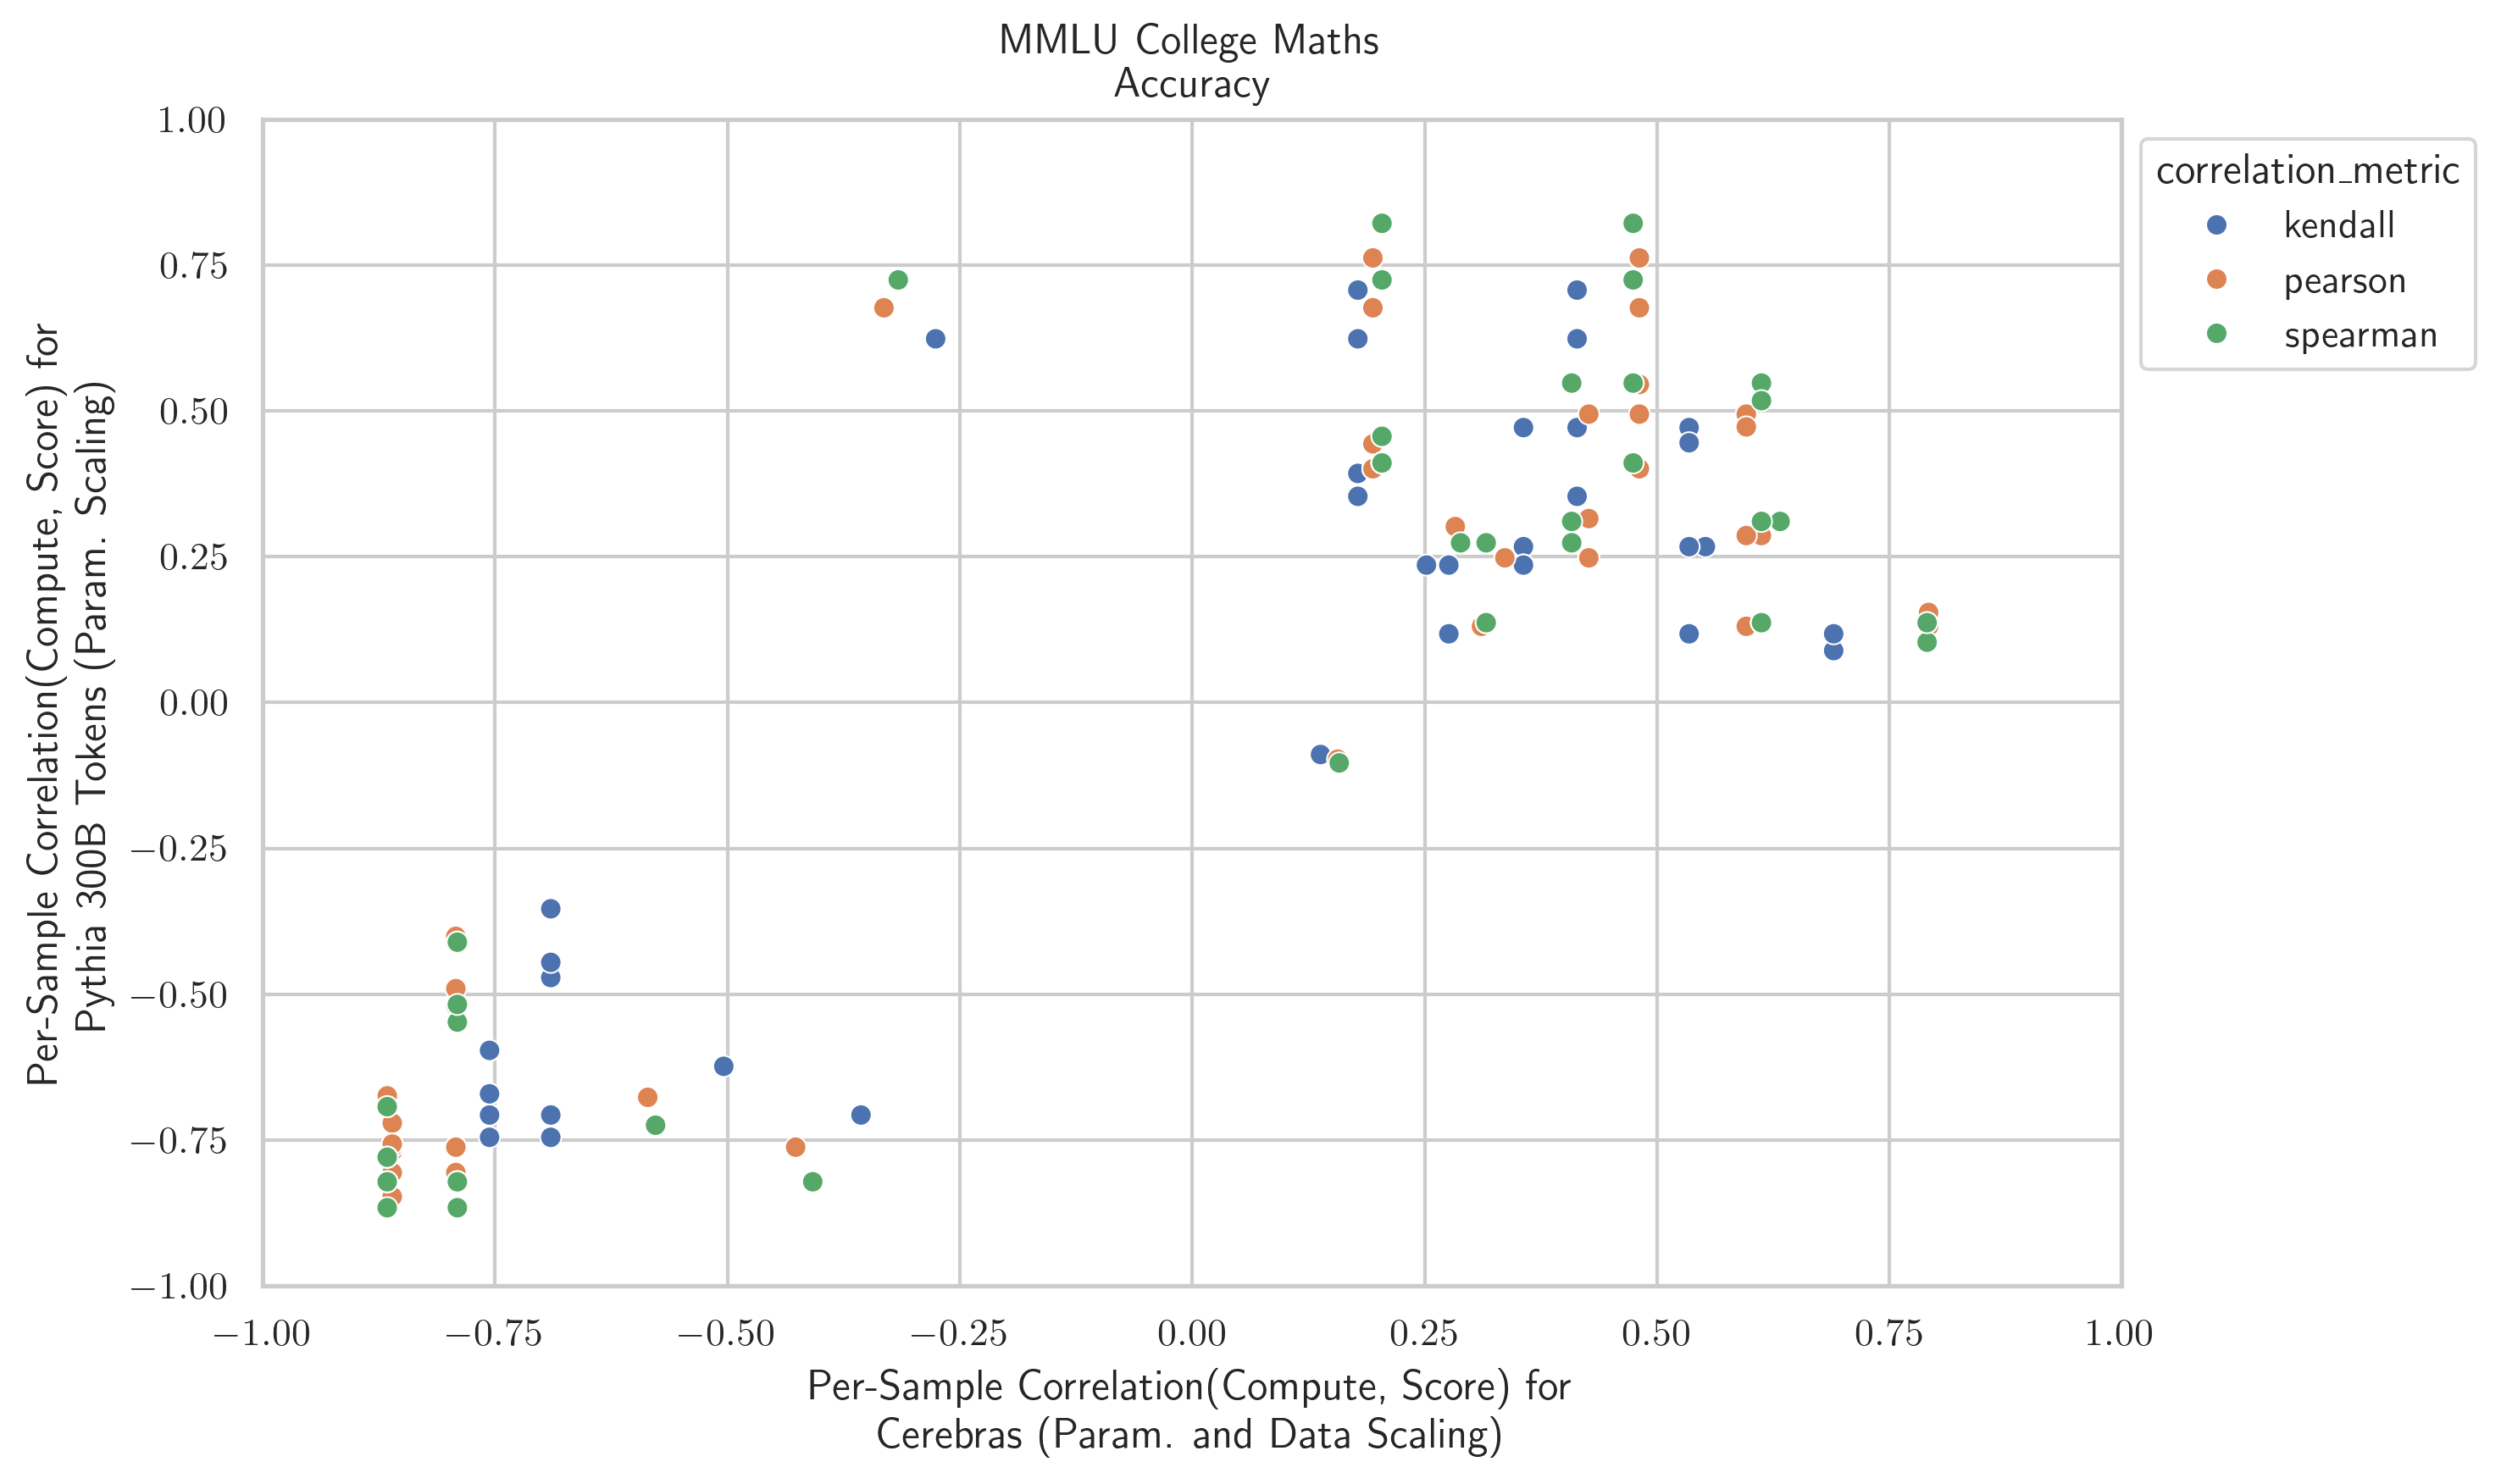 MMLU College Maths
Accuracy
Per-Sample Correlation(Compute, Score) for
Pythia 300B Tokens (Param. Scaling)
1.00
0.75
0.50
0.25
0.00
−0.25
−0.50
−0.75
−1.00
−1.00
−0.75
−0.50
−0.25
0.00
0.25
0.50
0.75
1.00
Per-Sample Correlation(Compute, Score) for
Cerebras (Param. and Data Scaling)
correlation_metric
kendall
pearson
spearman